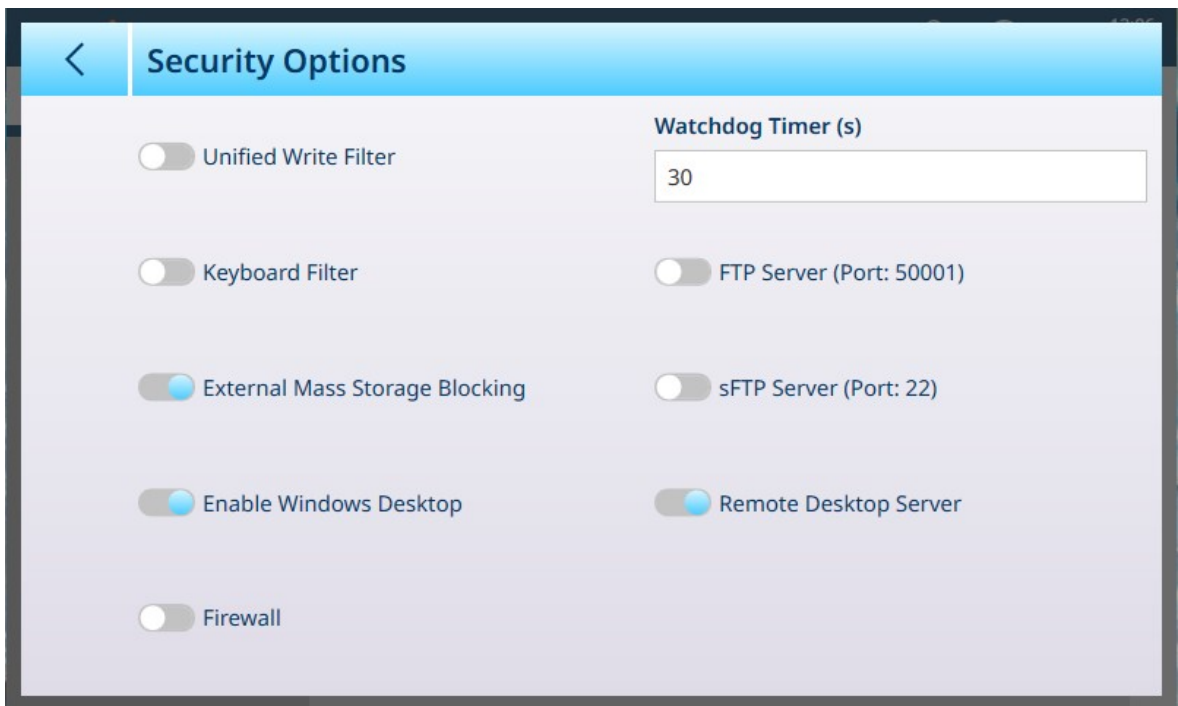 Security Options
Unified Write Filter
Watchdog Timer (s)
30
Keyboard Filter
FTP Server (Port: 50001)
External Mass Storage Blocking
sFTP Server (Port: 22)
Enable Windows Desktop
Remote Desktop Server
Firewall